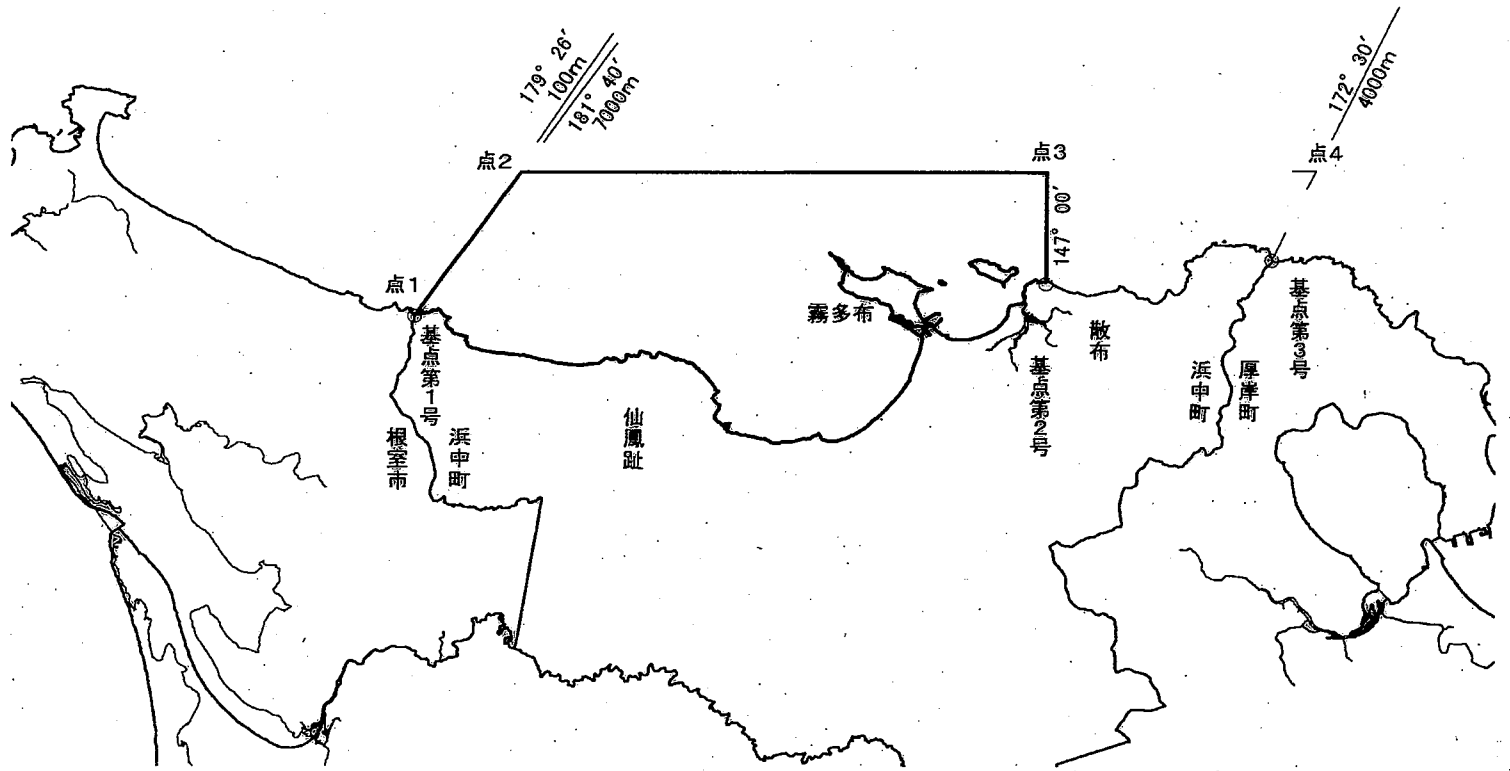 179° 26′
100m
181° 40′
7000m
172° 30′
4000m
点2
点3
点4
147° 00′
点1
基点第1号
霧多布
散布
基点第2号
基点第3号
浜中町
厚岸町
根室市
浜中町
仙鳳趾